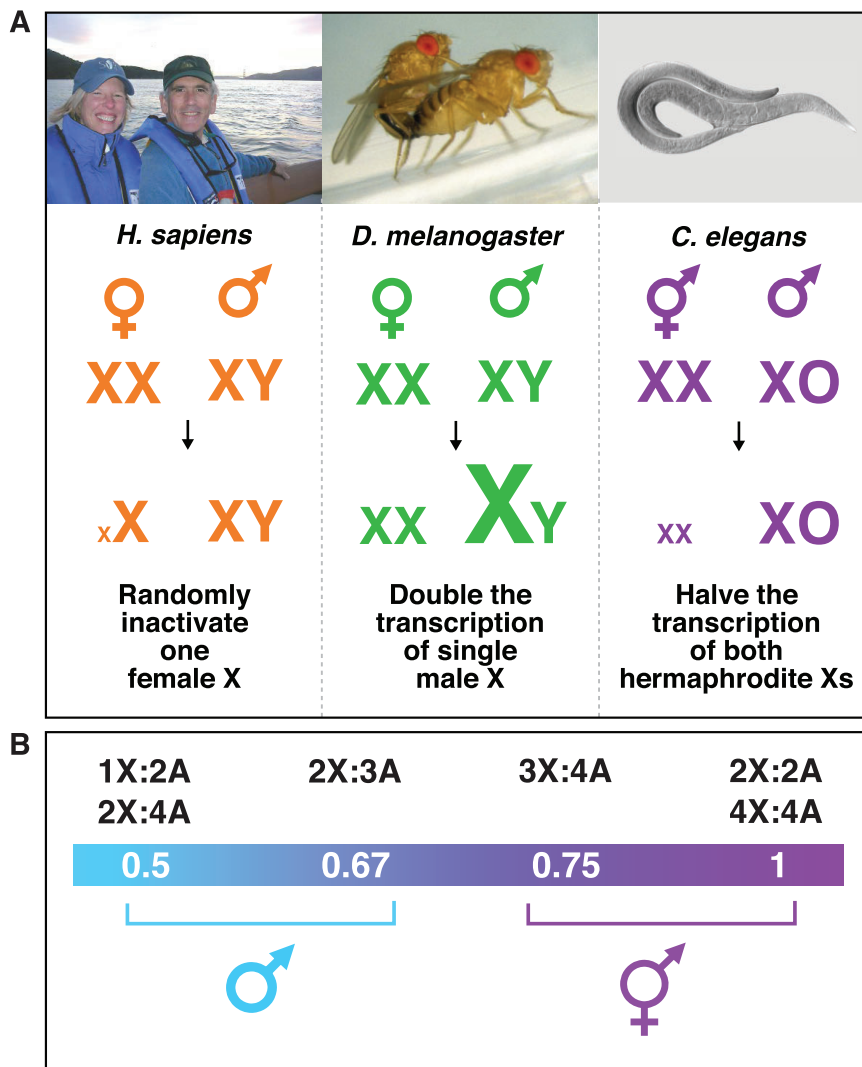 A
H. sapiens D. melanogaster C. elegans
♀ ♂ ♀ ♂ ⚥ ♂
XX XY XX XY XX XO
xX XY XX XY XX XO
Randomly
inactivate
one
female X
Double the
transcription
of single
male X
Halve the
transcription
of both
hermaphrodite Xs
B
1X:2A 2X:3A 3X:4A 2X:2A
2X:4A 4X:4A
0.5 0.67 0.75 1
♂ ⚥